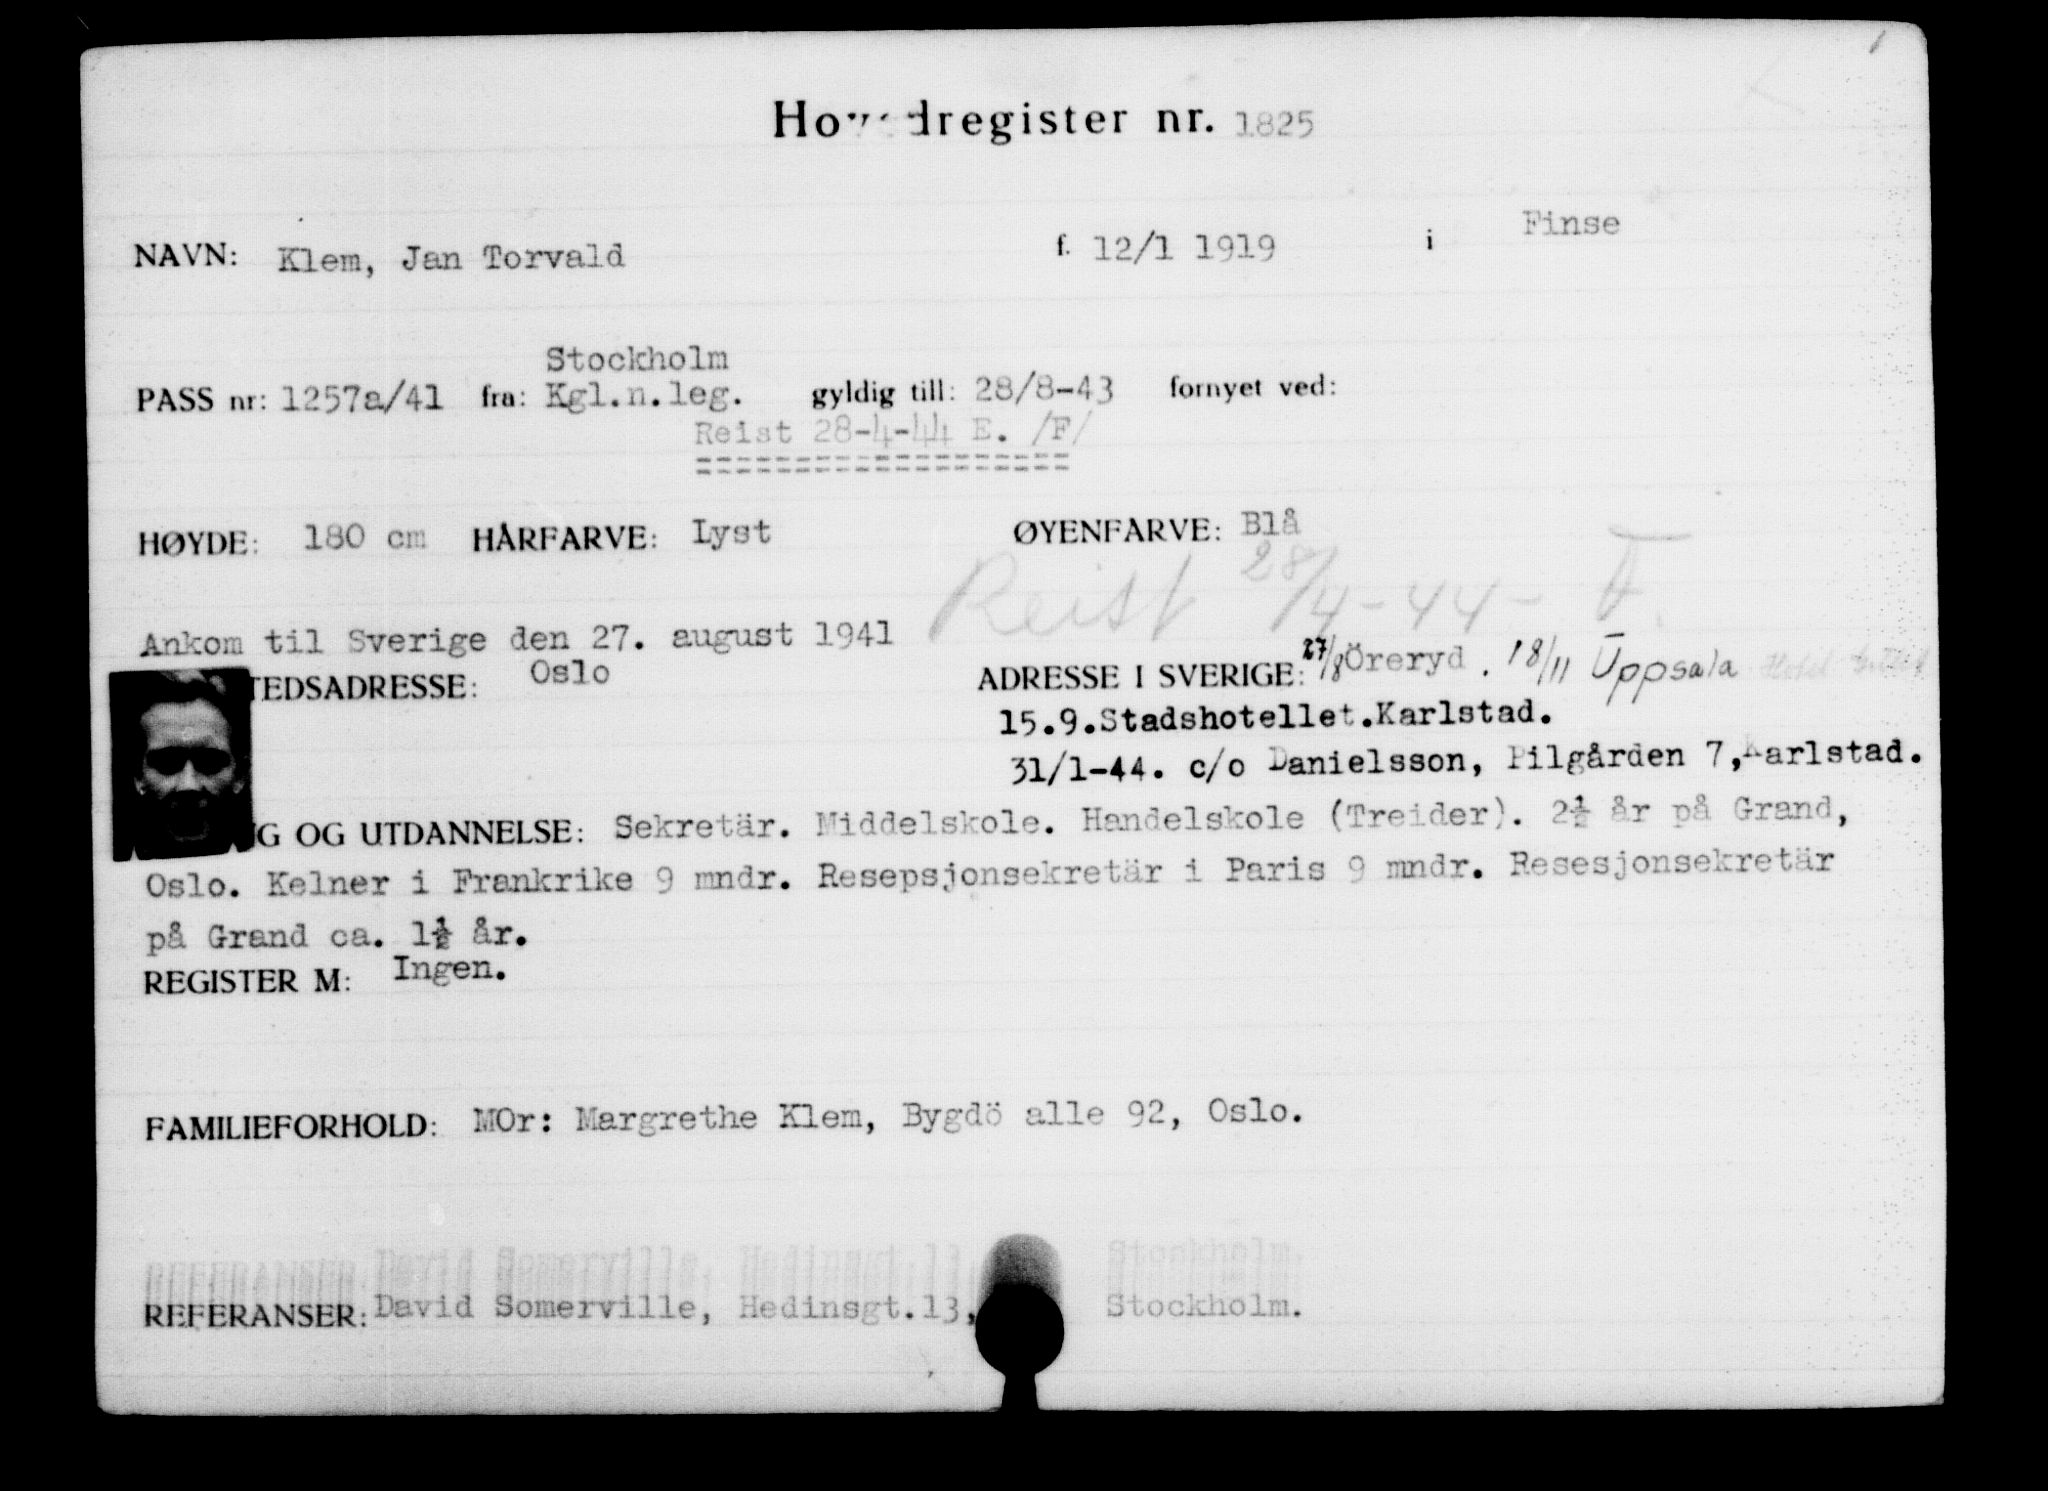 Hovedregister nr. 1825
NAVN: Klem, Jan Torvald f. 12/1 1919 i Finse
Stockholm
PASS nr: 1257a/41 fra: Kgl.n.leg. gyldig till: 28/8-43 fornyet ved:
Reist 28-4-44 E. /F/
===================
HØYDE: 180 cm HÅRFARVE: Lyst ØYENFARVE: Blå
Reist 28/4-44- F.
Ankom til Sverige den 27. august 1941
TEDSADRESSE: Oslo ADRESSE I SVERIGE: 27/8 Öreryd. 18/11 Uppsala Hotel
15.9.Stadshotellet.Karlstad.
31/1-44. c/o Danielsson, Pilgården 7,Karlstad.
G OG UTDANNELSE: Sekretär. Middelskole. Handelskole (Treider). 2½ år på Grand,
Oslo. Kelner i Frankrike 9 mndr. Resepsjonsekretär i Paris 9 mndr. Resesjonsekretär
på Grand ca. 1½ år.
REGISTER M: Ingen.
FAMILIEFORHOLD: MOr: Margrethe Klem, Bygdö alle 92, Oslo.
REFERANSER: David Somerville, Hedinsgt.13, Stockholm.